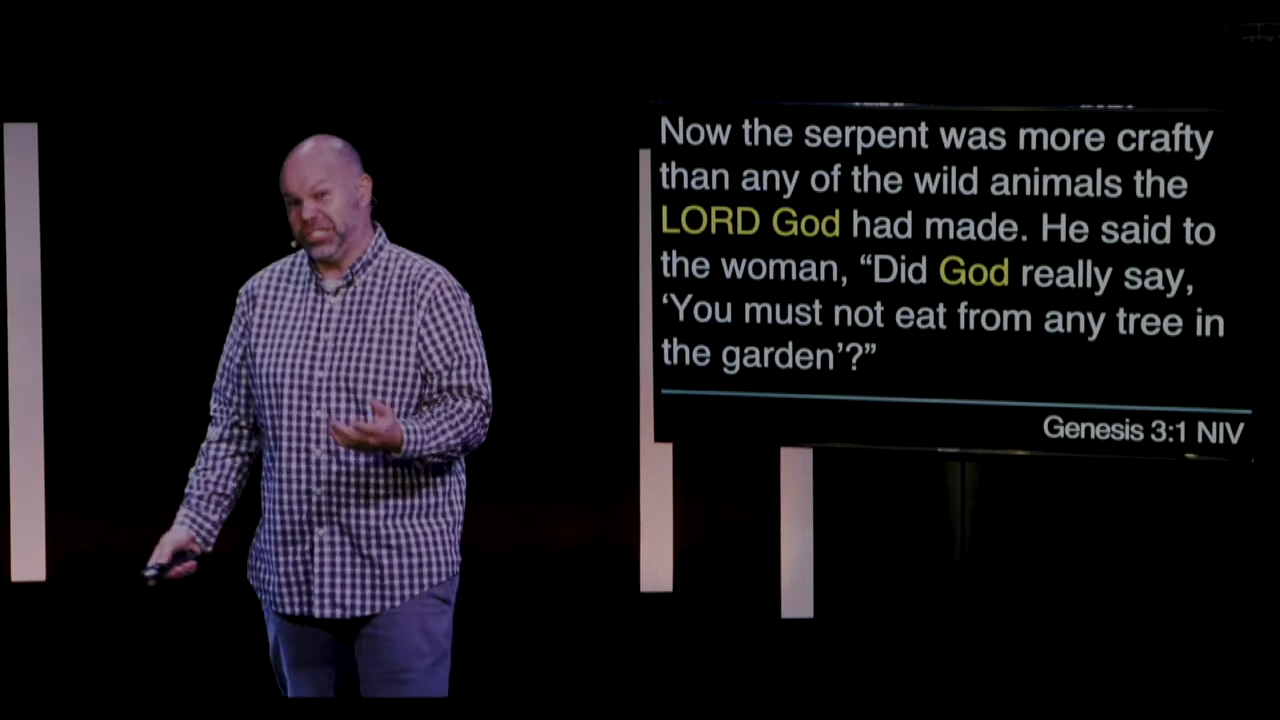 Now the serpent was more crafty
than any of the wild animals the
LORD God had made. He said to
the woman, “Did God really say,
‘You must not eat from any tree in
the garden’?”
Genesis 3:1 NIV